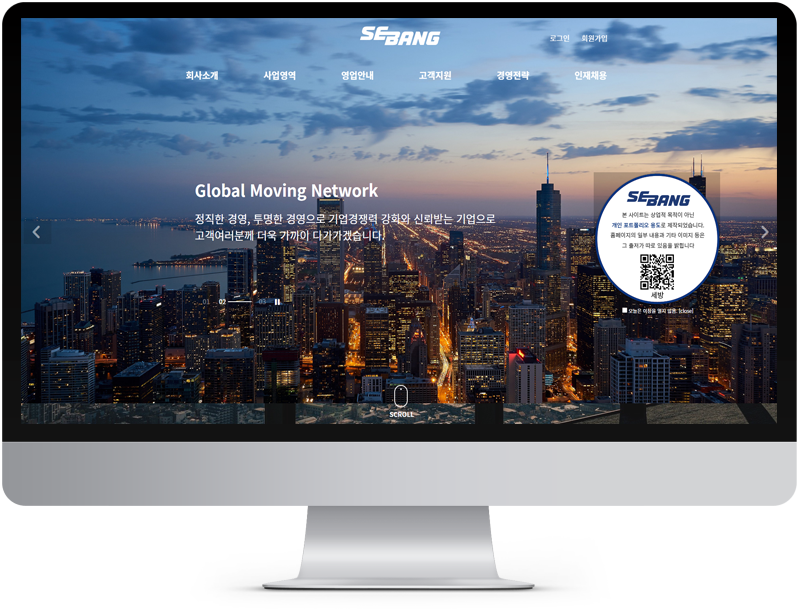 SEBANG
로그인 회원가입
회사소개 사업영역 영업안내 고객지원 경영전략 인재채용
Global Moving Network
정직한 경영, 투명한 경영으로 기업경쟁력 강화와 신뢰받는 기업으로
고객여러분께 더욱 가까이 다가가겠습니다.
01 02 03
SEBANG
본 사이트는 상업적 목적이 아닌
개인 포트폴리오 용도로 제작되었습니다.
홈페이지의 일부 내용과 기타 이미지 등은
그 출처가 따로 있음을 밝힙니다
세방
오늘은 이창을 열지 않음. [close]
SCROLL